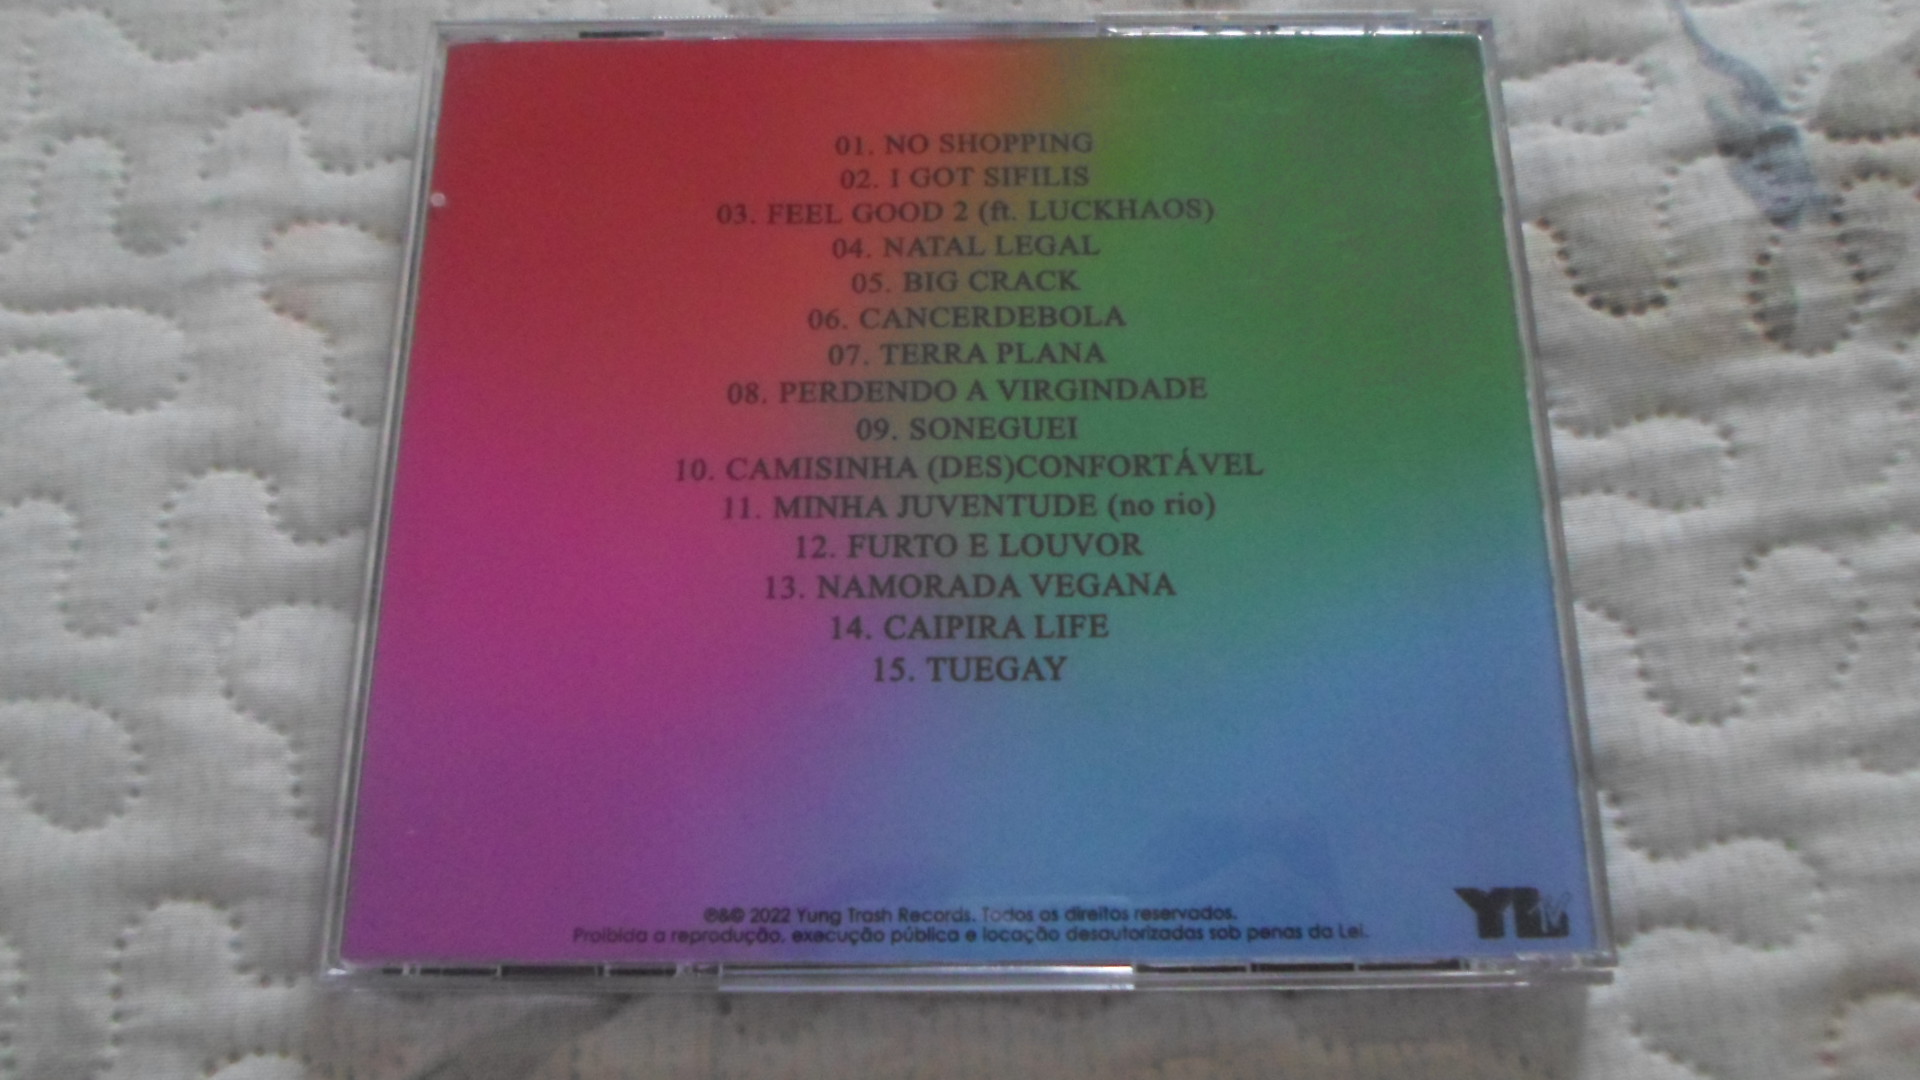 01. NO SHOPPING
02. I GOT SIFILIS
03. FEEL GOOD 2 (ft. LUCKHAOS)
04. NATAL LEGAL
05. BIG CRACK
06. CANCERDEBOLA
07. TERRA PLANA
08. PERDENDO A VIRGINDADE
09. SONEGUEI
10. CAMISINHA (DES)CONFORTÁVEL
11. MINHA JUVENTUDE (no rio)
12. FURTO E LOUVOR
13. NAMORADA VEGANA
14. CAIPIRA LIFE
15. TUEGAY
℗&© 2022 Yung Trash Records. Todos os direitos reservados.
Proibida a reprodução, execução pública e locação desautorizadas sob penas da Lei.